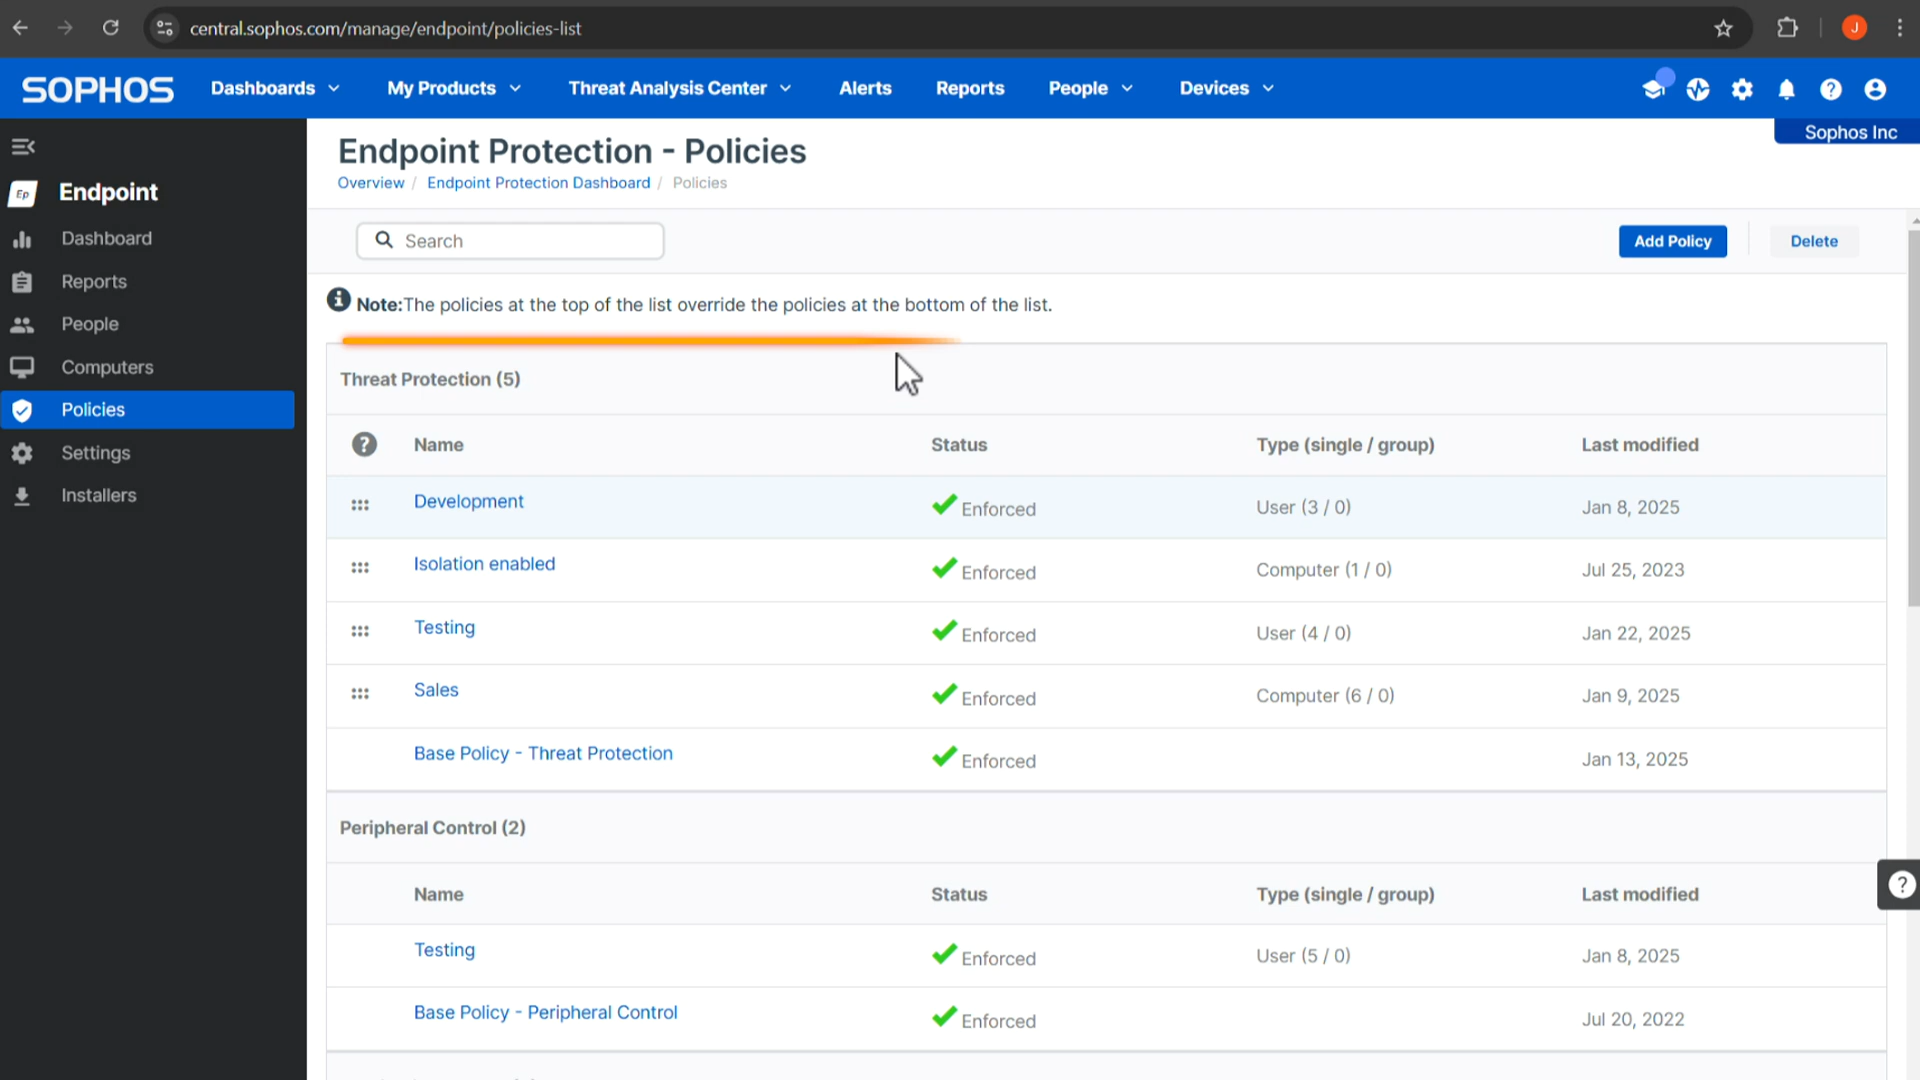 central.sophos.com/manage/endpoint/policies-list
J
SOPHOS Dashboards My Products Threat Analysis Center Alerts Reports People Devices
Sophos Inc
Ep Endpoint
Dashboard
Reports
People
Computers
Policies
Settings
Installers
Endpoint Protection - Policies
Overview / Endpoint Protection Dashboard / Policies
Search
Add Policy Delete
Note:The policies at the top of the list override the policies at the bottom of the list.
Threat Protection (5)
Name Status Type (single / group) Last modified
Development Enforced User (3 / 0) Jan 8, 2025
Isolation enabled Enforced Computer (1 / 0) Jul 25, 2023
Testing Enforced User (4 / 0) Jan 22, 2025
Sales Enforced Computer (6 / 0) Jan 9, 2025
Base Policy - Threat Protection Enforced Jan 13, 2025
Peripheral Control (2)
Name Status Type (single / group) Last modified
Testing Enforced User (5 / 0) Jan 8, 2025
Base Policy - Peripheral Control Enforced Jul 20, 2022